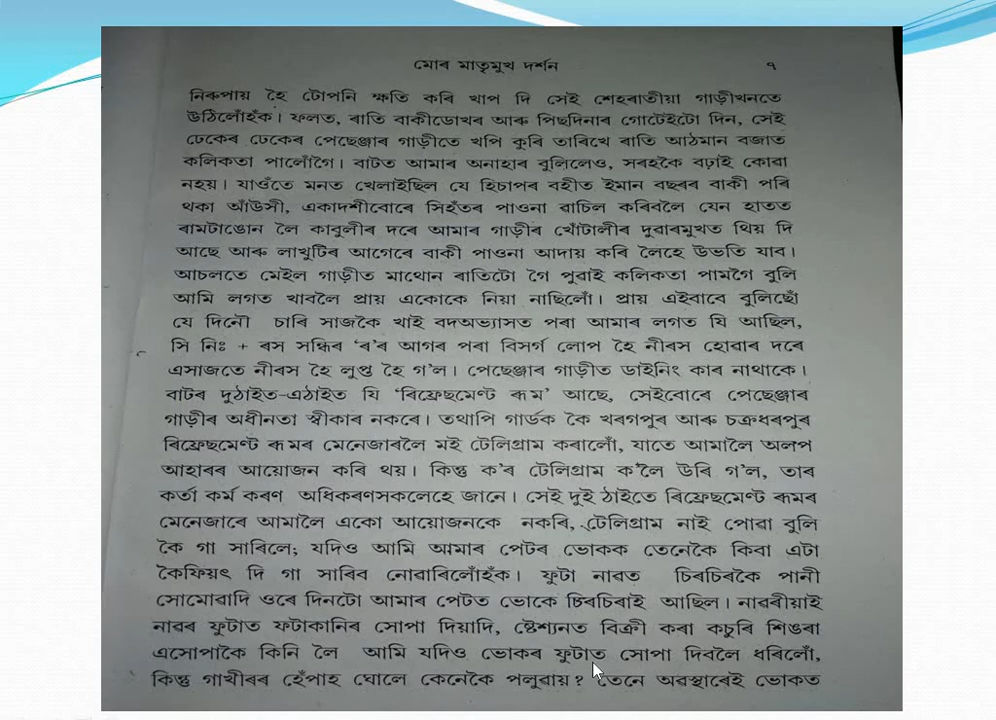 মোৰ মাতৃমুখ দৰ্শন ৭
নিৰুপায় হৈ টোপনি ক্ষতি কৰি খাপ দি সেই শেহৰাতীয়া গাড়ীখনতে
উঠিলোঁহঁক। ফলত, ৰাতি বাকীডোখৰ আৰু পিছদিনাৰ গোটেইটো দিন, সেই
ঢেকেৰ ঢেকেৰ পেছেঞ্জাৰ গাড়ীতে খপি কুৰি তাৰিখে ৰাতি আঠমান বজাত
কলিকতা পালোঁগৈ। বাটত আমাৰ অনাহাৰ বুলিলেও, সৰহকৈ বঢ়াই কোৱা
নহয়। যাওঁতে মনত খেলাইছিল যে হিচাপৰ বহীত ইমান বছৰৰ বাকী পৰি
থকা আঁউসী, একাদশীবোৰে সিহঁতৰ পাওনা ৱাচিল কৰিবলৈ যেন হাতত
ৰামটাঙোন লৈ কাবুলীৰ দৰে আমাৰ গাড়ীৰ খোঁটালীৰ দুৱাৰমুখত থিয় দি
আছে আৰু লাখুটিৰ আগেৰে বাকী পাওনা আদায় কৰি লৈহে উভতি যাব।
আচলতে মেইল গাড়ীত মাথোন ৰাতিটো গৈ পুৱাই কলিকতা পামগৈ বুলি
আমি লগত খাবলৈ প্ৰায় একোকে নিয়া নাছিলোঁ। প্ৰায় এইবাবে বুলিছোঁ
যে দিনৌ চাৰি সাজকৈ খাই বদঅভ্যাসত পৰা আমাৰ লগত যি আছিল,
সি নিঃ + ৰস সন্ধিৰ ‘ৰ’ৰ আগৰ পৰা বিসৰ্গ লোপ হৈ নীৰস হোৱাৰ দৰে
এসাজতে নীৰস হৈ লুপ্ত হৈ গ’ল। পেছেঞ্জাৰ গাড়ীত ডাইনিং কাৰ নাথাকে।
বাটৰ দুঠাইত-এঠাইত যি ‘ৰিফ্ৰেছমেণ্ট ৰূম’ আছে, সেইবোৰে পেছেঞ্জাৰ
গাড়ীৰ অধীনতা স্বীকাৰ নকৰে। তথাপি গাৰ্ডক কৈ খৰগপুৰ আৰু চক্ৰধৰপুৰ
ৰিফ্ৰেছমেণ্ট ৰূমৰ মেনেজাৰলৈ মই টেলিগ্ৰাম কৰালোঁ, যাতে আমালৈ অলপ
আহাৰৰ আয়োজন কৰি থয়। কিন্তু ক’ৰ টেলিগ্ৰাম ক’লৈ উৰি গ’ল, তাৰ
কৰ্তা কৰ্ম কৰণ অধিকৰণসকলেহে জানে। সেই দুই ঠাইতে ৰিফ্ৰেছমেণ্ট ৰূমৰ
মেনেজাৰে আমালৈ একো আয়োজনকে নকৰি, টেলিগ্ৰাম নাই পোৱা বুলি
কৈ গা সাৰিলে; যদিও আমি আমাৰ পেটৰ ভোকক তেনেকৈ কিবা এটা
কৈফিয়ৎ দি গা সাৰিব নোৱাৰিলোঁহঁক। ফুটা নাৱত চিৰচিৰকৈ পানী
সোমোৱাদি ওৰে দিনটো আমাৰ পেটত ভোকে চিৰচিৰাই আছিল। নাৱৰীয়াই
নাৱৰ ফুটাত ফটাকানিৰ সোপা দিয়াদি, ষ্টেশ্যনত বিক্ৰী কৰা কচুৰি শিঙৰা
এসোপাকৈ কিনি লৈ আমি যদিও ভোকৰ ফুটাত সোপা দিবলৈ ধৰিলোঁ,
কিন্তু গাখীৰৰ হেঁপাহ ঘোলে কেনেকৈ পলুৱায়? তেনে অৱস্থাৰেই ভোকত